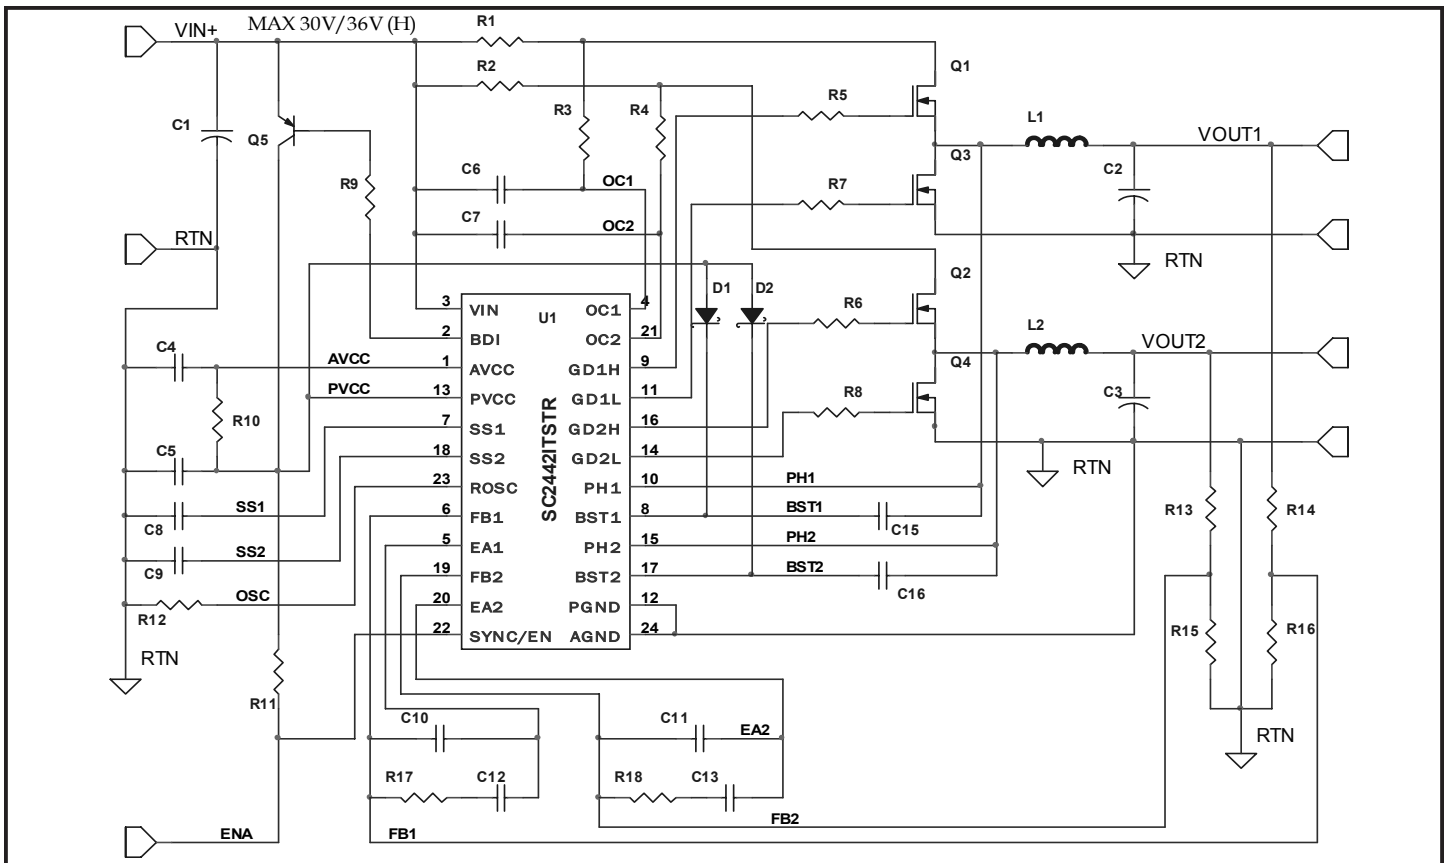 VIN+
MAX 30V/36V (H)
R1
R2
Q1
C1
Q5
R3
R4
R5
L1
VOUT1
R9
C6
OC1
Q3
C2
R7
C7
OC2
RTN
RTN
D1
D2
Q2
R6
L2
VOUT2
Q4
R8
C3
RTN
3
VIN
U1
OC1
4
2
BDI
OC2
21
C4
AVCC
1
AVCC
GD1H
9
PVCC
13
PVCC
GD1L
11
R10
7
SS1
GD2H
16
C5
18
SS2
GD2L
14
23
ROSC
PH1
10
PH1
C8
SS1
6
FB1
BST1
8
BST1
C15
5
EA1
PH2
15
PH2
C9
SS2
19
FB2
BST2
17
BST2
C16
R12
OSC
20
EA2
PGND
12
22
SYNC/EN
AGND
24
SC2442ITSTR
R13
R14
R15
R16
RTN
RTN
R11
C10
C11
EA2
R17
C12
R18
C13
FB2
ENA
FB1